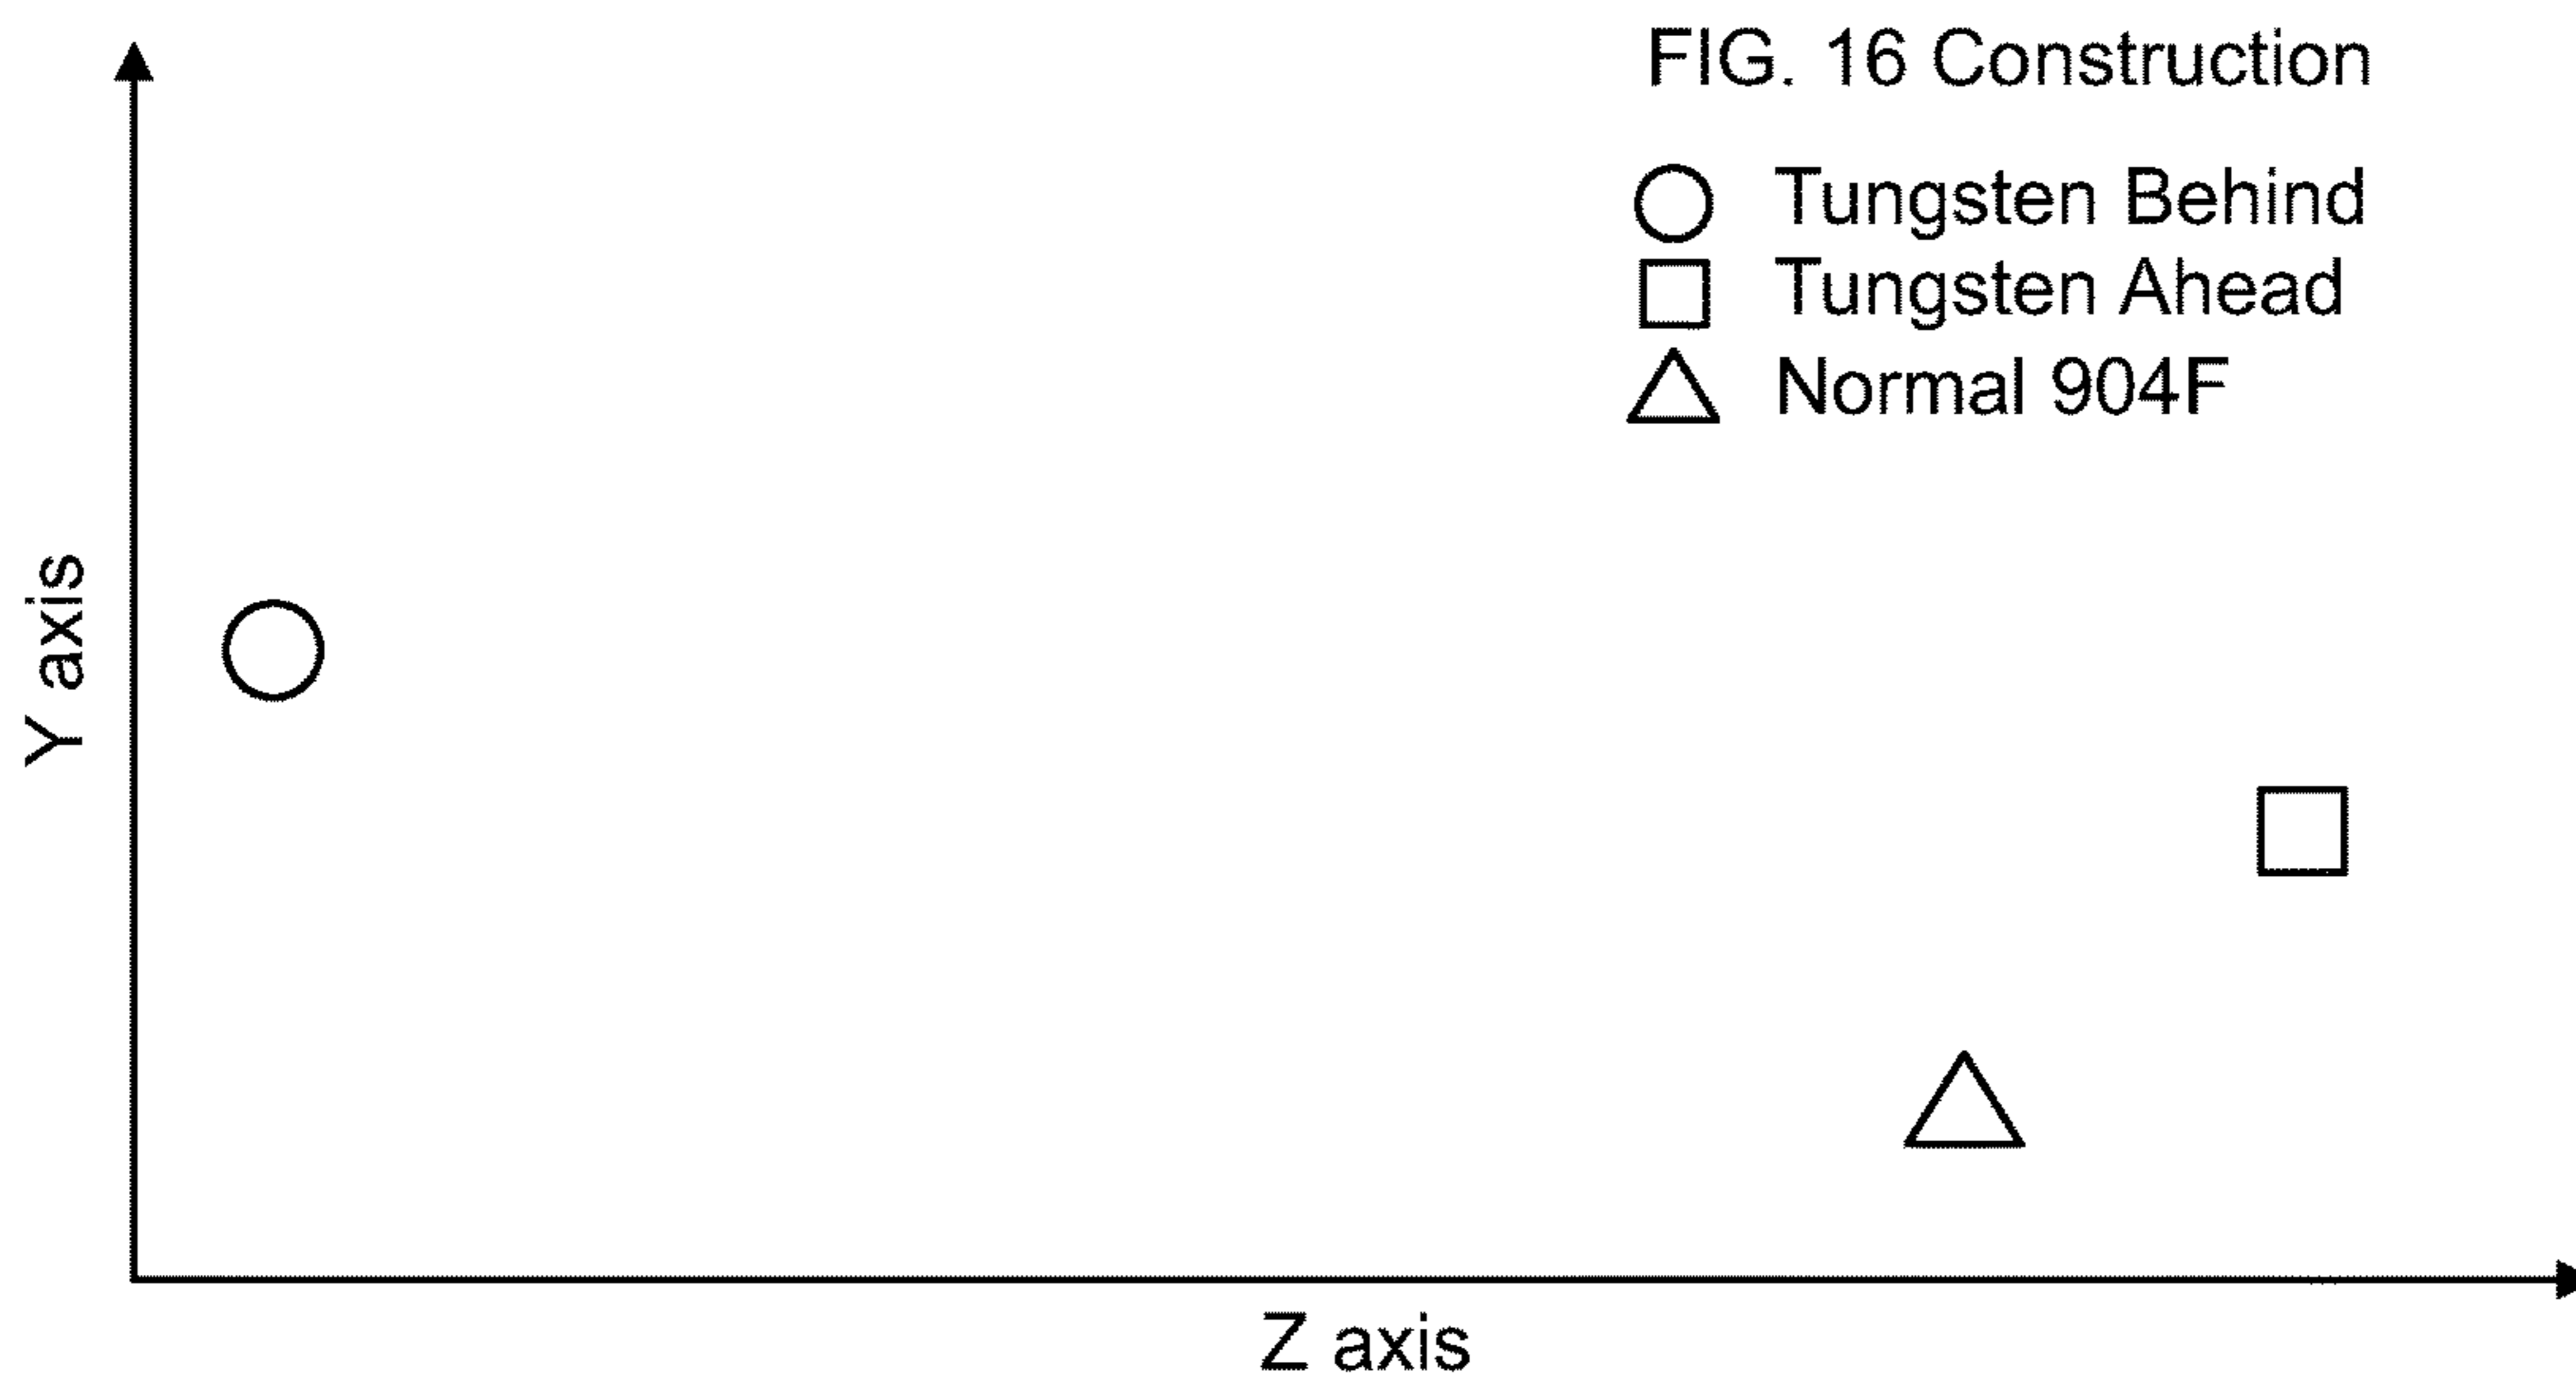 FIG. 16 Construction
Tungsten Behind
Tungsten Ahead
Normal 904F
Y axis
Z axis